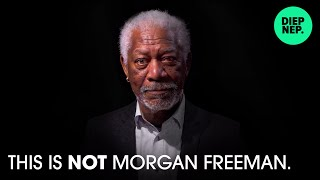 DIEP
NEP.
THIS IS NOT MORGAN FREEMAN.